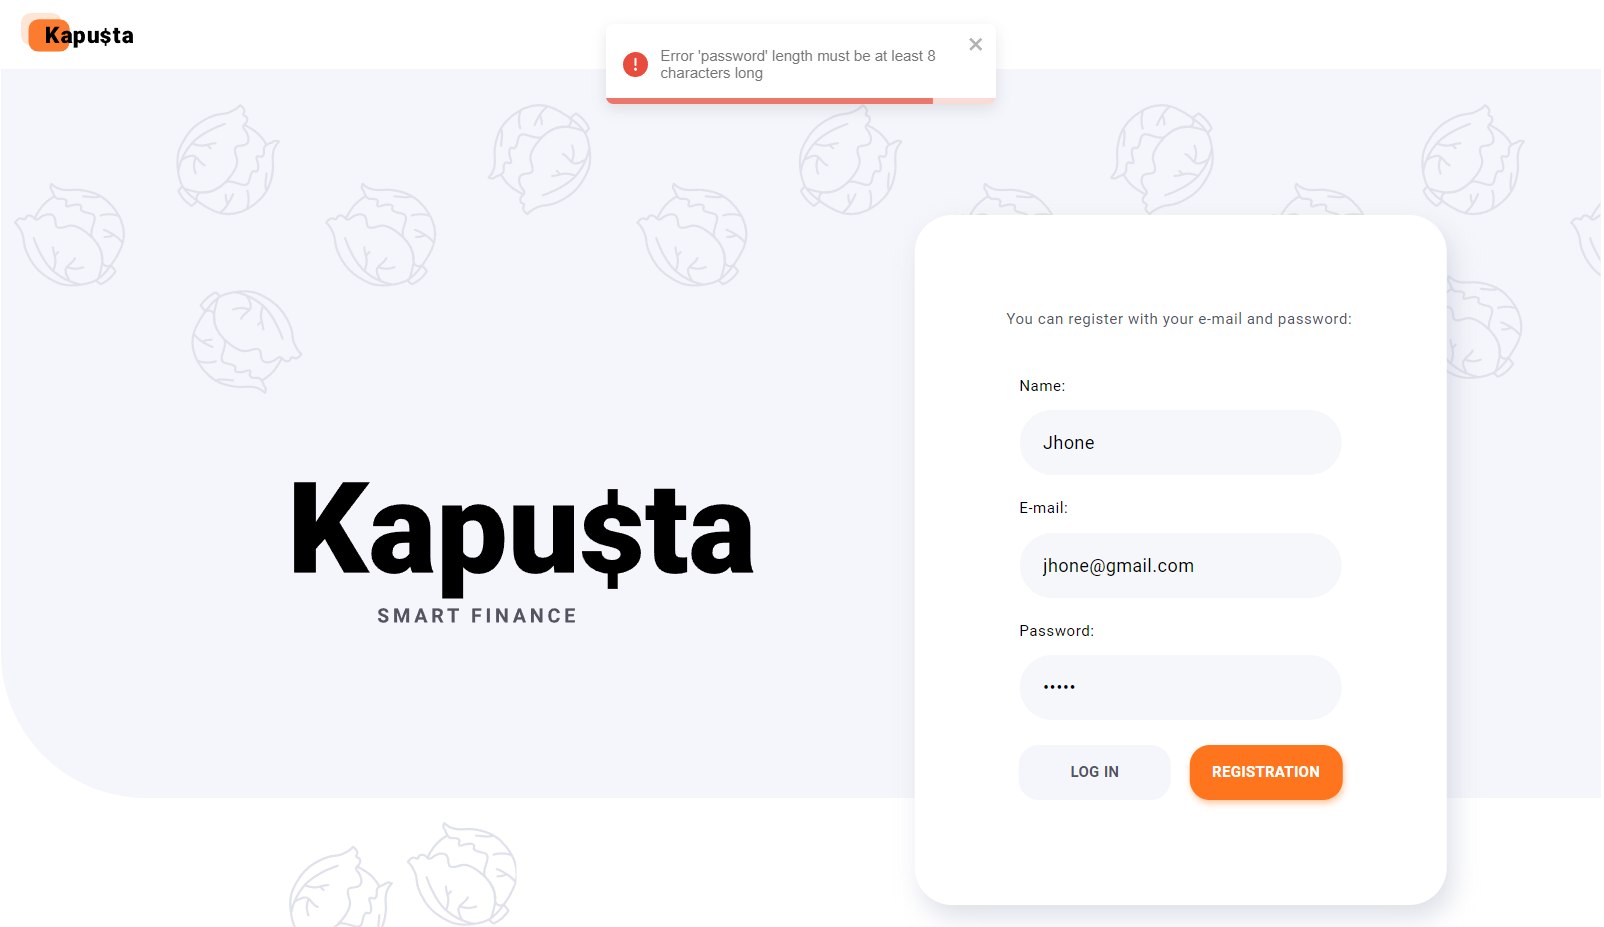 Kapu$ta
Error 'password' length must be at least 8
characters long
You can register with your e-mail and password:
Name:
Jhone
E-mail:
jhone@gmail.com
Password:
•••••
LOG IN
REGISTRATION
Kapu$ta
SMART FINANCE